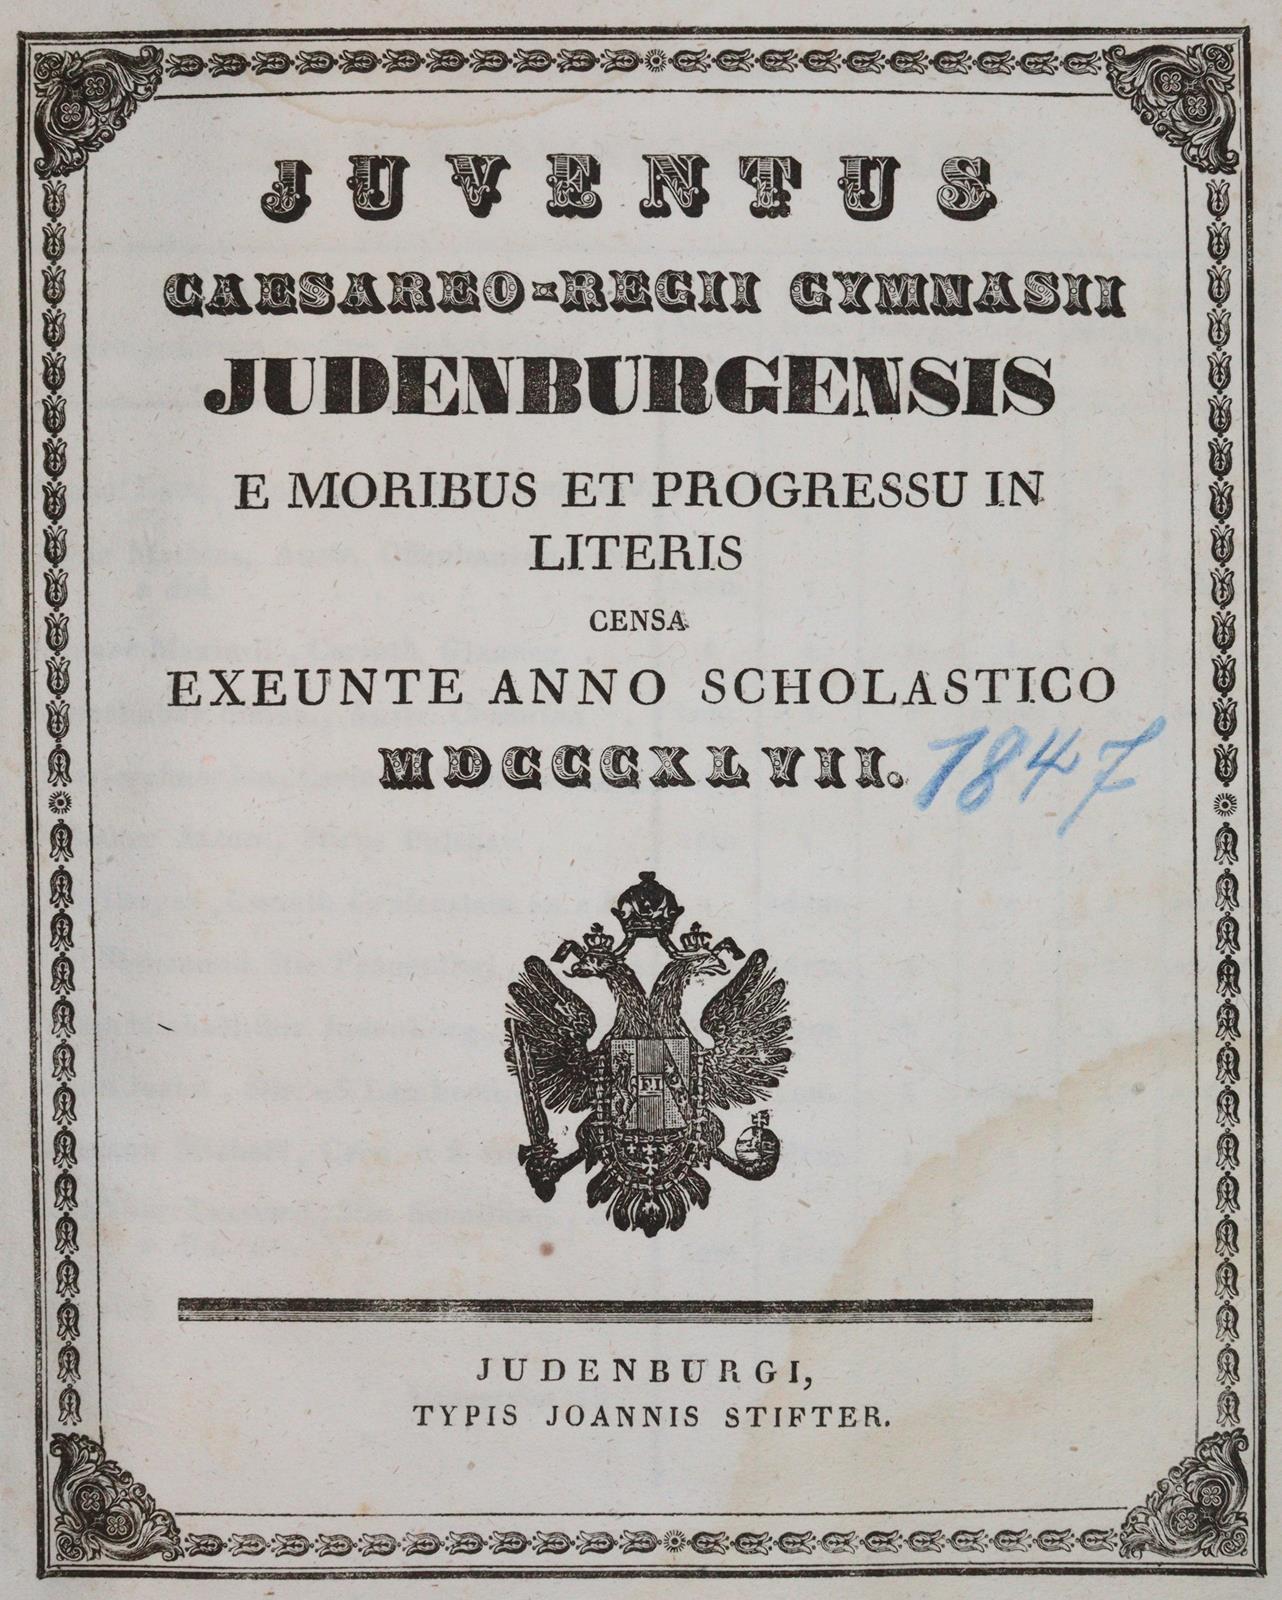 JUVENTUS
CAESAREO-REGII GYMNASII
JUDENBURGENSIS
E MORIBUS ET PROGRESSU IN
LITERIS
CENSA
EXEUNTE ANNO SCHOLASTICO
MDCCCXLVII. 1847
F.I
JUDENBURGI,
TYPIS JOANNIS STIFTER.